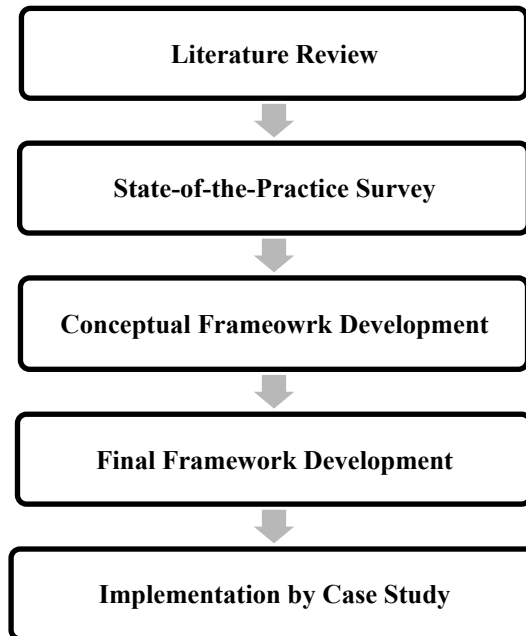 Literature Review
State-of-the-Practice Survey
Conceptual Frameowrk Development
Final Framework Development
Implementation by Case Study